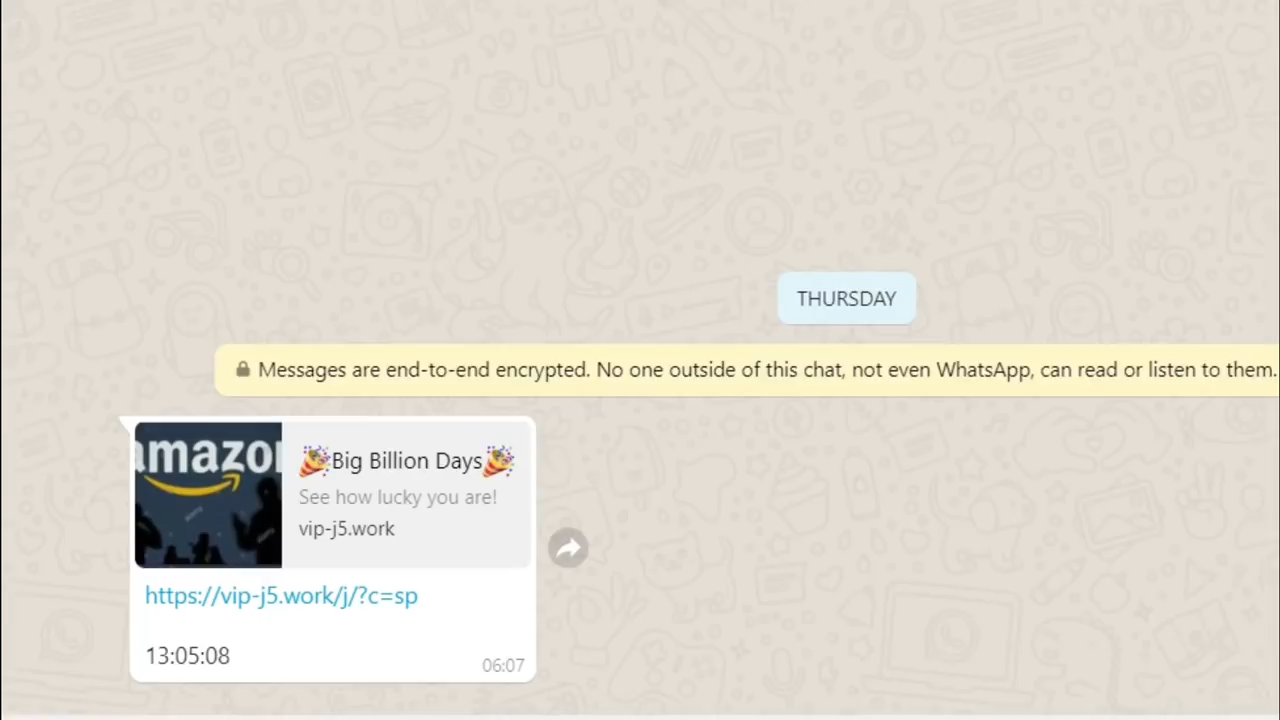 THURSDAY
Messages are end-to-end encrypted. No one outside of this chat, not even WhatsApp, can read or listen to them.
amazon
🎉Big Billion Days🎉
See how lucky you are!
vip-j5.work
https://vip-j5.work/j/?c=sp
13:05:08
06:07